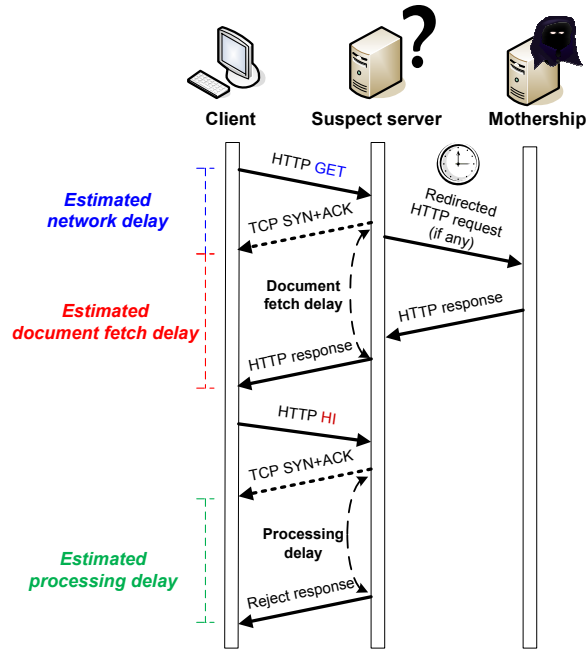 Client
Suspect server
Mothership
?
HTTP GET
Estimated
network delay
TCP SYN+ACK
Redirected
HTTP request
(if any)
Estimated
document fetch delay
Document
fetch delay
HTTP response
HTTP response
HTTP HI
TCP SYN+ACK
Estimated
processing delay
Processing
delay
Reject response